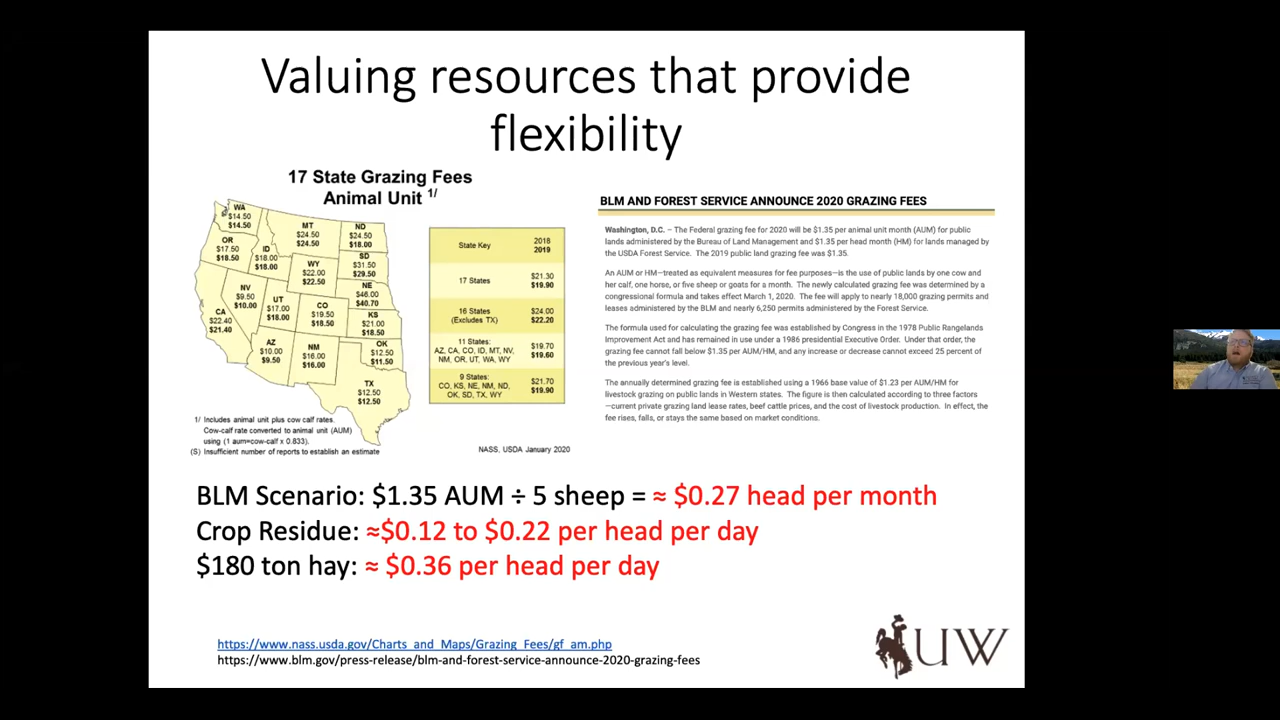 Valuing resources that provide
flexibility
17 State Grazing Fees
Animal Unit 1/
WA
$14.50
$14.50
OR
$17.50
$18.50
ID
$18.00
$18.00
MT
$24.50
$24.50
ND
$24.50
$18.00
SD
$31.50
$29.50
WY
$22.00
$22.50
NE
$46.00
$40.70
NV
$9.50
$10.00
UT
$17.00
$18.00
CO
$19.50
$18.50
KS
$21.00
$18.50
CA
$22.40
$21.40
AZ
$10.00
$9.50
NM
$16.00
$16.00
OK
$12.50
$11.50
TX
$12.50
$12.50
State Key 2018
2019
17 States $21.30
$19.90
16 States $24.00
(Excludes TX) $22.20
11 States: $19.70
AZ, CA, CO, ID, MT, NV, $19.60
NM, OR, UT, WA, WY
9 States: $21.70
CO, KS, NE, NM, ND, $19.90
OK, SD, TX, WY
1/ Includes animal unit plus cow calf rates.
Cow-calf rate converted to animal unit (AUM)
using (1 aum=cow-calf x 0.833).
(S) Insufficient number of reports to establish an estimate
NASS, USDA January 2020
BLM AND FOREST SERVICE ANNOUNCE 2020 GRAZING FEES
Washington, D.C. – The Federal grazing fee for 2020 will be $1.35 per animal unit month (AUM) for public
lands administered by the Bureau of Land Management and $1.35 per head month (HM) for lands managed by
the USDA Forest Service. The 2019 public land grazing fee was $1.35.
An AUM or HM—treated as equivalent measures for fee purposes—is the use of public lands by one cow and
her calf, one horse, or five sheep or goats for a month. The newly calculated grazing fee was determined by a
congressional formula and takes effect March 1, 2020. The fee will apply to nearly 18,000 grazing permits and
leases administered by the BLM and nearly 6,250 permits administered by the Forest Service.
The formula used for calculating the grazing fee was established by Congress in the 1978 Public Rangelands
Improvement Act and has remained in use under a 1986 presidential Executive Order. Under that order, the
grazing fee cannot fall below $1.35 per AUM/HM, and any increase or decrease cannot exceed 25 percent of
the previous year's level.
The annually determined grazing fee is established using a 1966 base value of $1.23 per AUM/HM for
livestock grazing on public lands in Western states. The figure is then calculated according to three factors
—current private grazing land lease rates, beef cattle prices, and the cost of livestock production. In effect, the
fee rises, falls, or stays the same based on market conditions.
BLM Scenario: $1.35 AUM ÷ 5 sheep = ≈ $0.27 head per month
Crop Residue: ≈$0.12 to $0.22 per head per day
$180 ton hay: ≈ $0.36 per head per day
https://www.nass.usda.gov/Charts_and_Maps/Grazing_Fees/gf_am.php
https://www.blm.gov/press-release/blm-and-forest-service-announce-2020-grazing-fees
UW